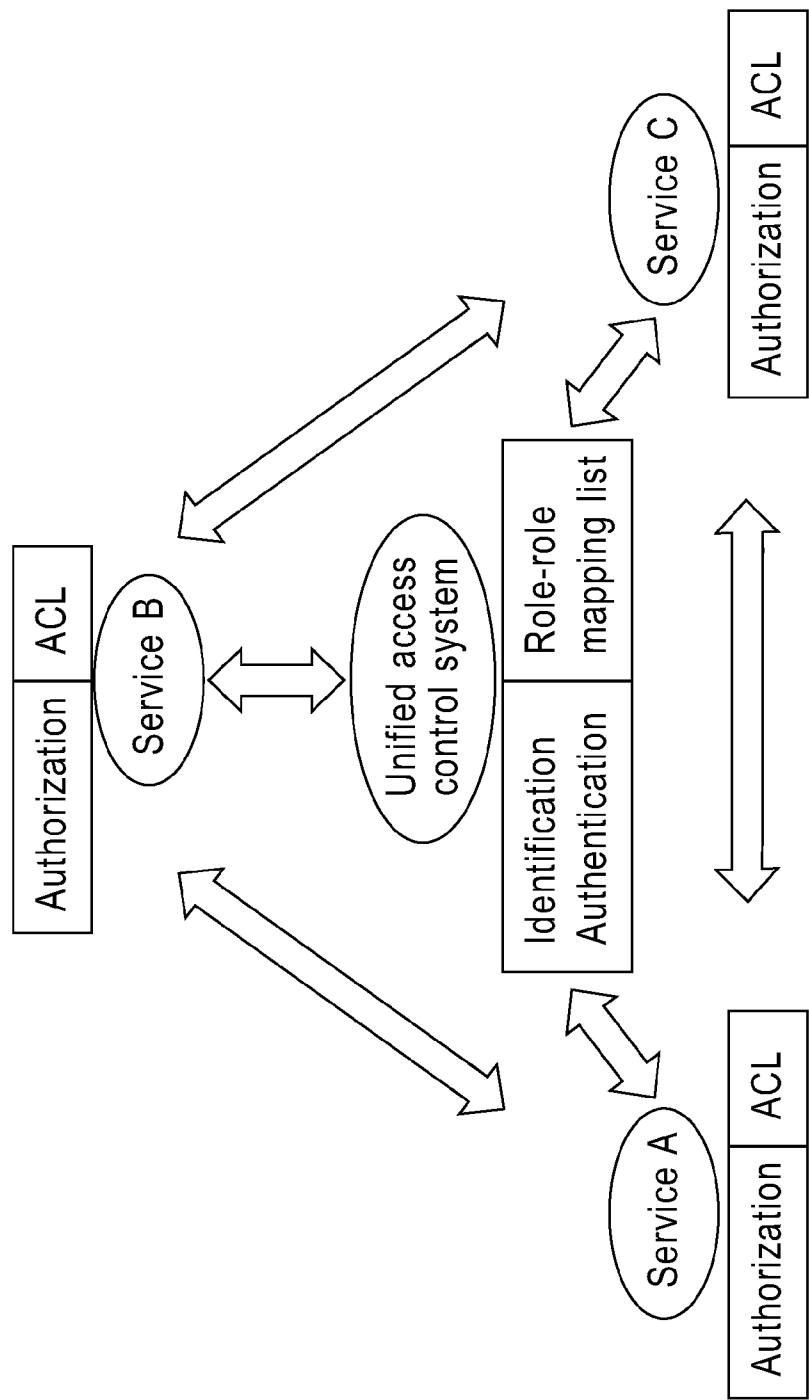 Authorization
ACL
Service B
Unified access
control system
Identification
Authentication
Role-role
mapping list
Service A
Authorization
ACL
Service C
Authorization
ACL